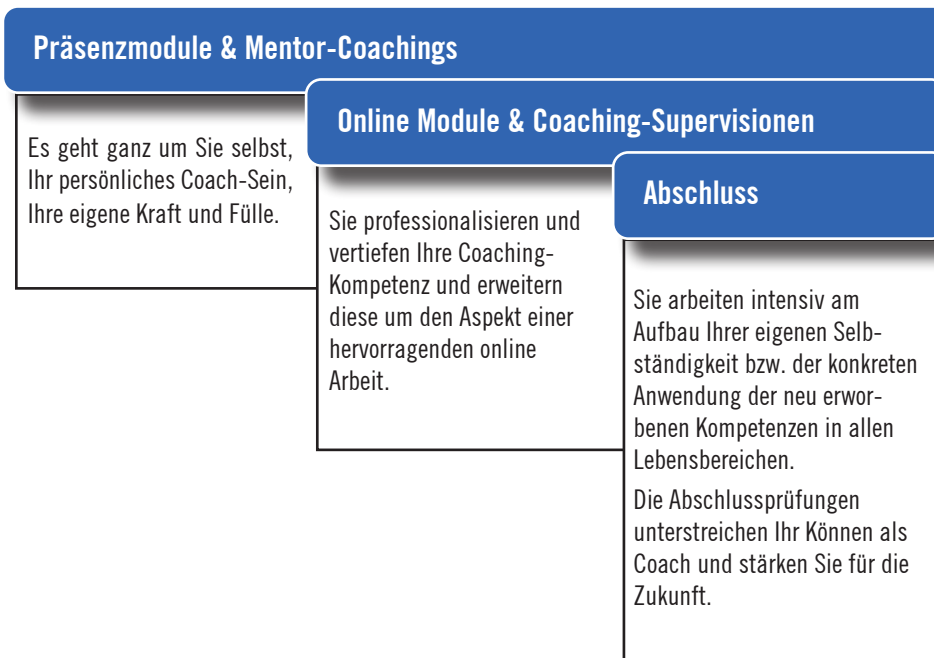 Präsenzmodule & Mentor-Coachings
Es geht ganz um Sie selbst,
Ihr persönliches Coach-Sein,
Ihre eigene Kraft und Fülle.
Online Module & Coaching-Supervisionen
Sie professionalisieren und
vertiefen Ihre Coaching-
Kompetenz und erweitern
diese um den Aspekt einer
hervorragenden online
Arbeit.
Abschluss
Sie arbeiten intensiv am
Aufbau Ihrer eigenen Selb-
ständigkeit bzw. der konkreten
Anwendung der neu erwor-
benen Kompetenzen in allen
Lebensbereichen.
Die Abschlussprüfungen
unterstreichen Ihr Können als
Coach und stärken Sie für die
Zukunft.